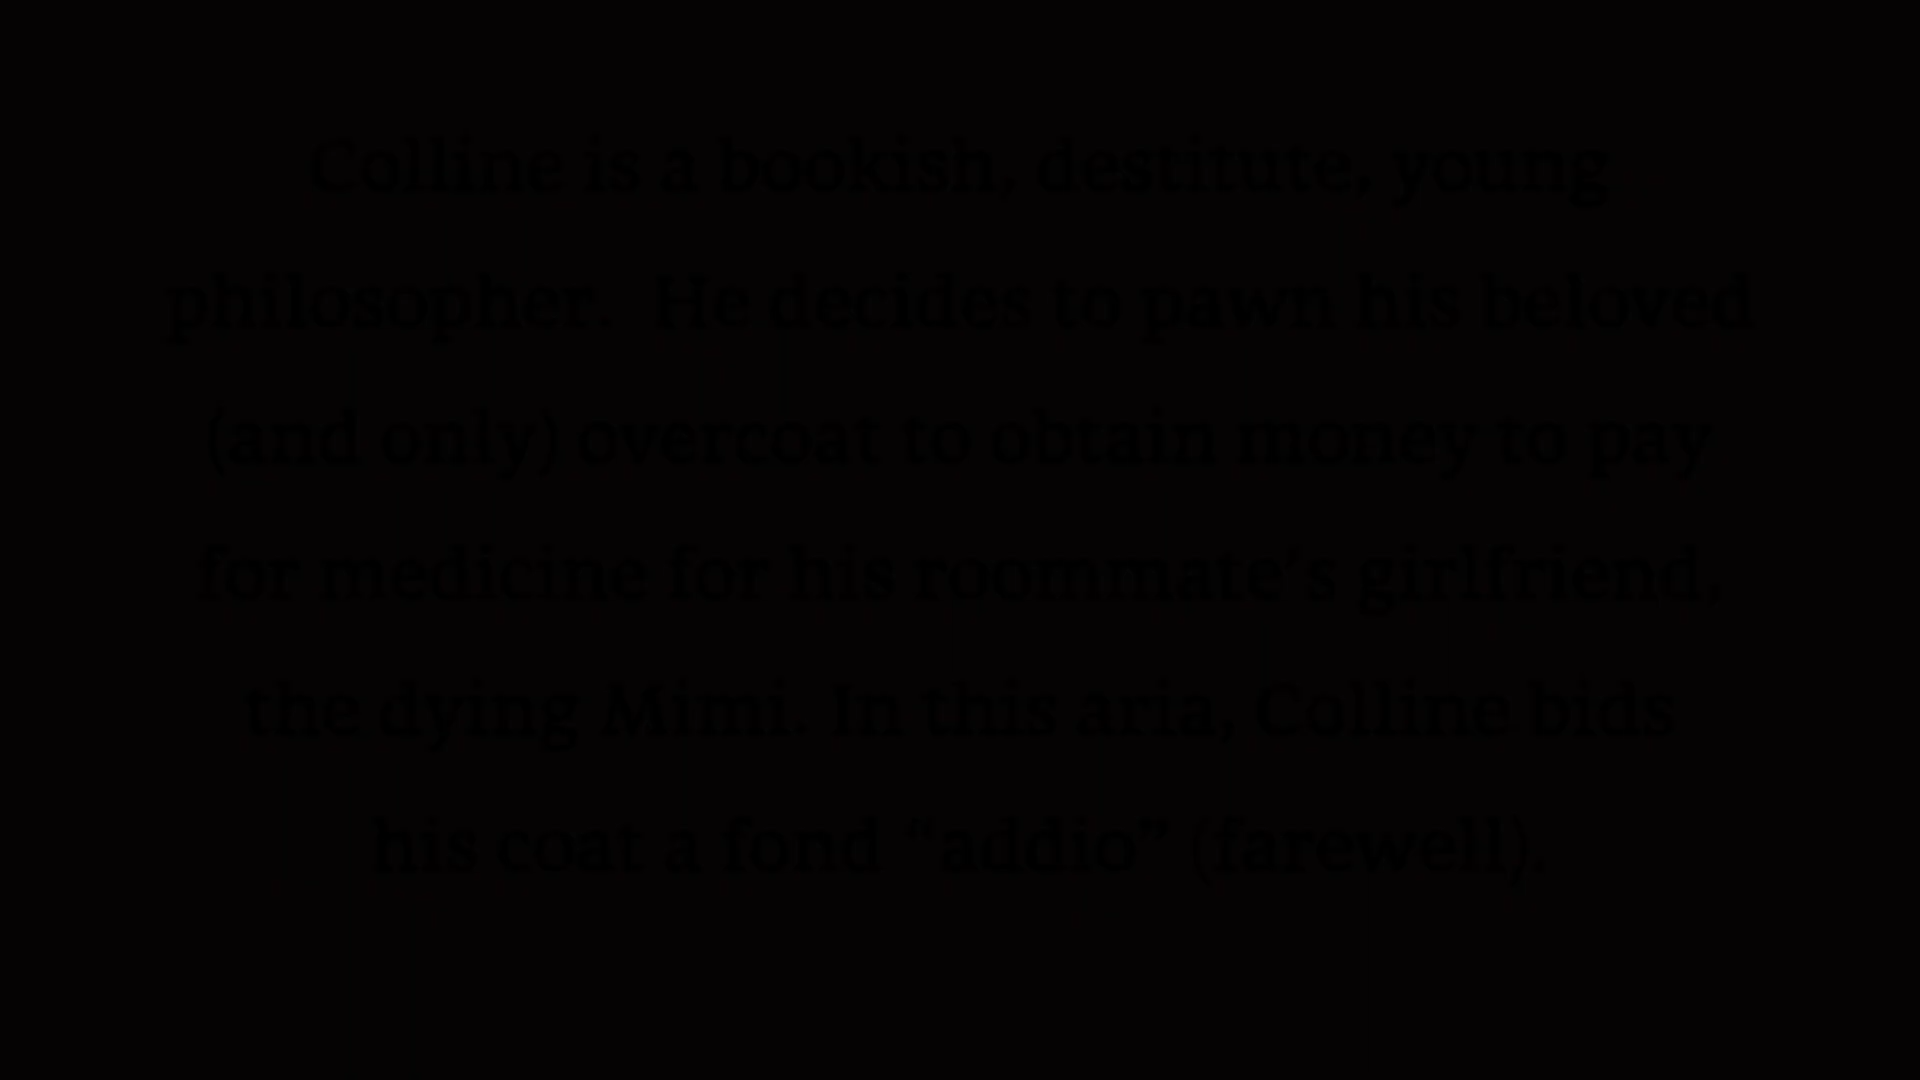 Colline is a bookish, destitute, young
philosopher.  He decides to pawn his beloved
(and only) overcoat to obtain money to pay
for medicine for his roommate’s girlfriend,
the dying Mimi. In this aria, Colline bids
his coat a fond “addio” (farewell).